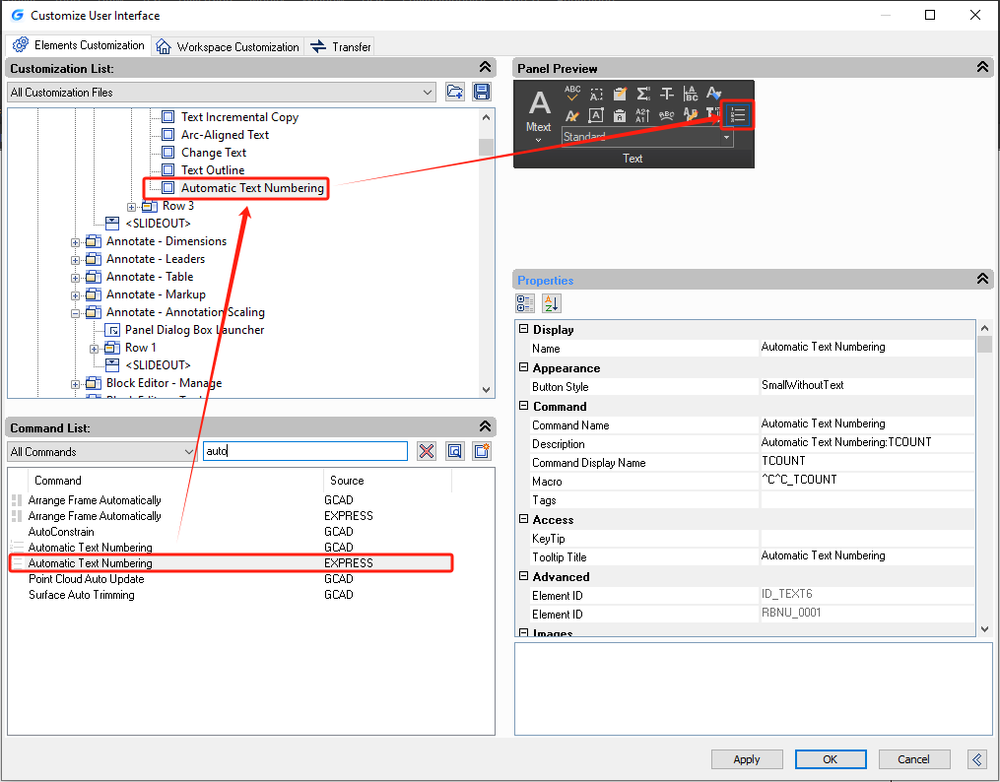 Customize User Interface
Elements Customization
Workspace Customization
Transfer
Customization List:
All Customization Files
Text Incremental Copy
Arc-Aligned Text
Change Text
Text Outline
Automatic Text Numbering
Row 3
<SLIDEOUT>
Annotate - Dimensions
Annotate - Leaders
Annotate - Table
Annotate - Markup
Annotate - Annotation Scaling
Panel Dialog Box Launcher
Row 1
<SLIDEOUT>
Block Editor - Manage
Command List:
All Commands
auto
Command Source
Arrange Frame Automatically GCAD
Arrange Frame Automatically EXPRESS
AutoConstrain GCAD
Automatic Text Numbering GCAD
Automatic Text Numbering EXPRESS
Point Cloud Auto Update GCAD
Surface Auto Trimming GCAD
Panel Preview
A
Mtext
Standard
Text
Properties
Display
Name Automatic Text Numbering
Appearance
Button Style SmallWithoutText
Command
Command Name Automatic Text Numbering
Description Automatic Text Numbering:TCOUNT
Command Display Name TCOUNT
Macro ^C^C_TCOUNT
Tags
Access
KeyTip
Tooltip Title Automatic Text Numbering
Advanced
Element ID ID_TEXT6
Element ID RBNU_0001
Images
Apply
OK
Cancel